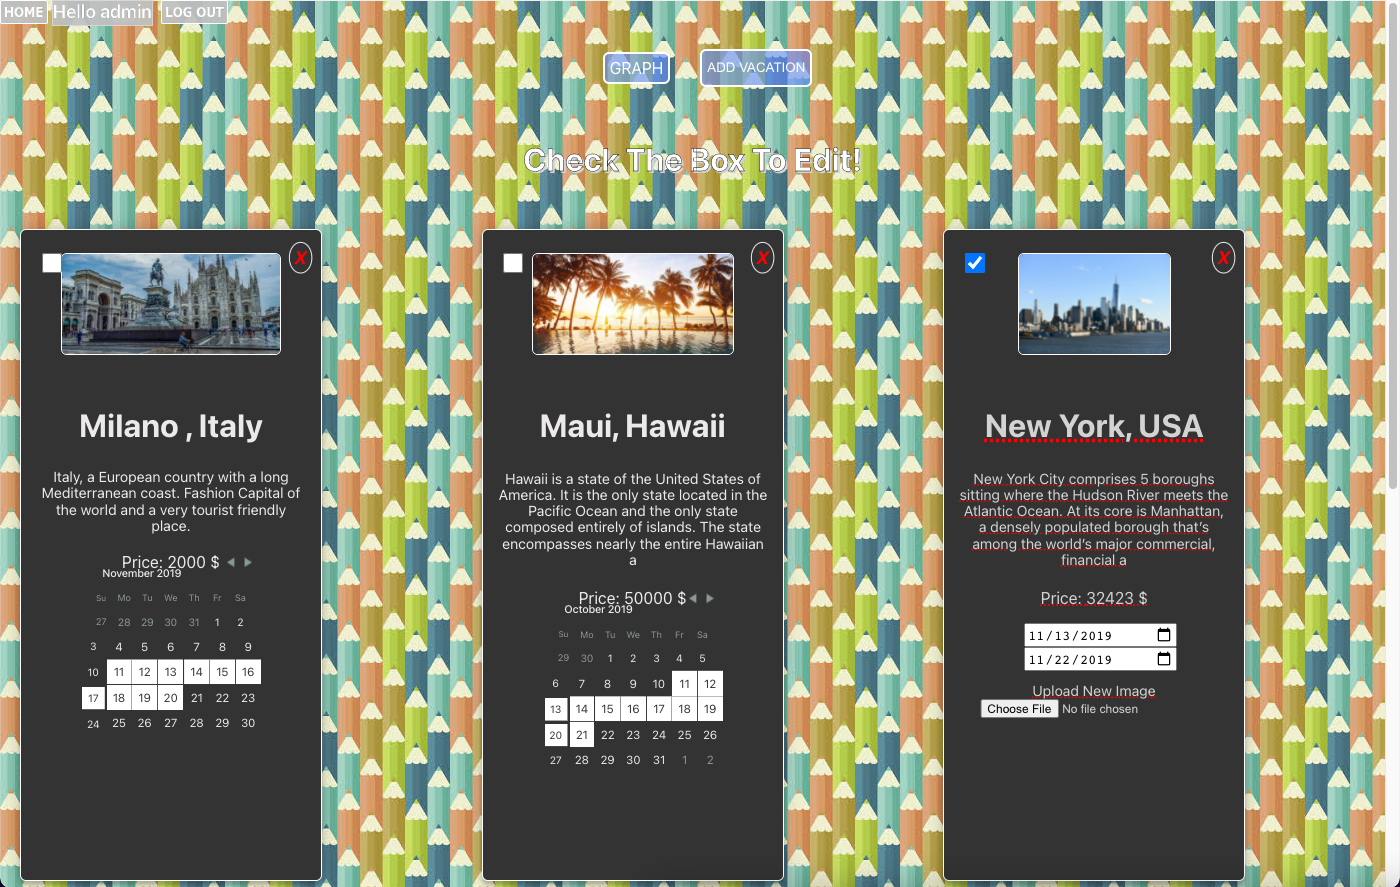 HOME Hello admin LOG OUT
GRAPH ADD VACATION
Check The Box To Edit!
X
Milano , Italy
Italy, a European country with a long
Mediterranean coast. Fashion Capital of
the world and a very tourist friendly
place.
Price: 2000 $
November 2019
Su Mo Tu We Th Fr Sa
27 28 29 30 31 1 2
3 4 5 6 7 8 9
10 11 12 13 14 15 16
17 18 19 20 21 22 23
24 25 26 27 28 29 30
X
Maui, Hawaii
Hawaii is a state of the United States of
America. It is the only state located in the
Pacific Ocean and the only state
composed entirely of islands. The state
encompasses nearly the entire Hawaiian
a
Price: 50000 $
October 2019
Su Mo Tu We Th Fr Sa
29 30 1 2 3 4 5
6 7 8 9 10 11 12
13 14 15 16 17 18 19
20 21 22 23 24 25 26
27 28 29 30 31 1 2
X
New York, USA
New York City comprises 5 boroughs
sitting where the Hudson River meets the
Atlantic Ocean. At its core is Manhattan,
a densely populated borough that’s
among the world’s major commercial,
financial a
Price: 32423 $
11/13/2019
11/22/2019
Upload New Image
Choose File No file chosen